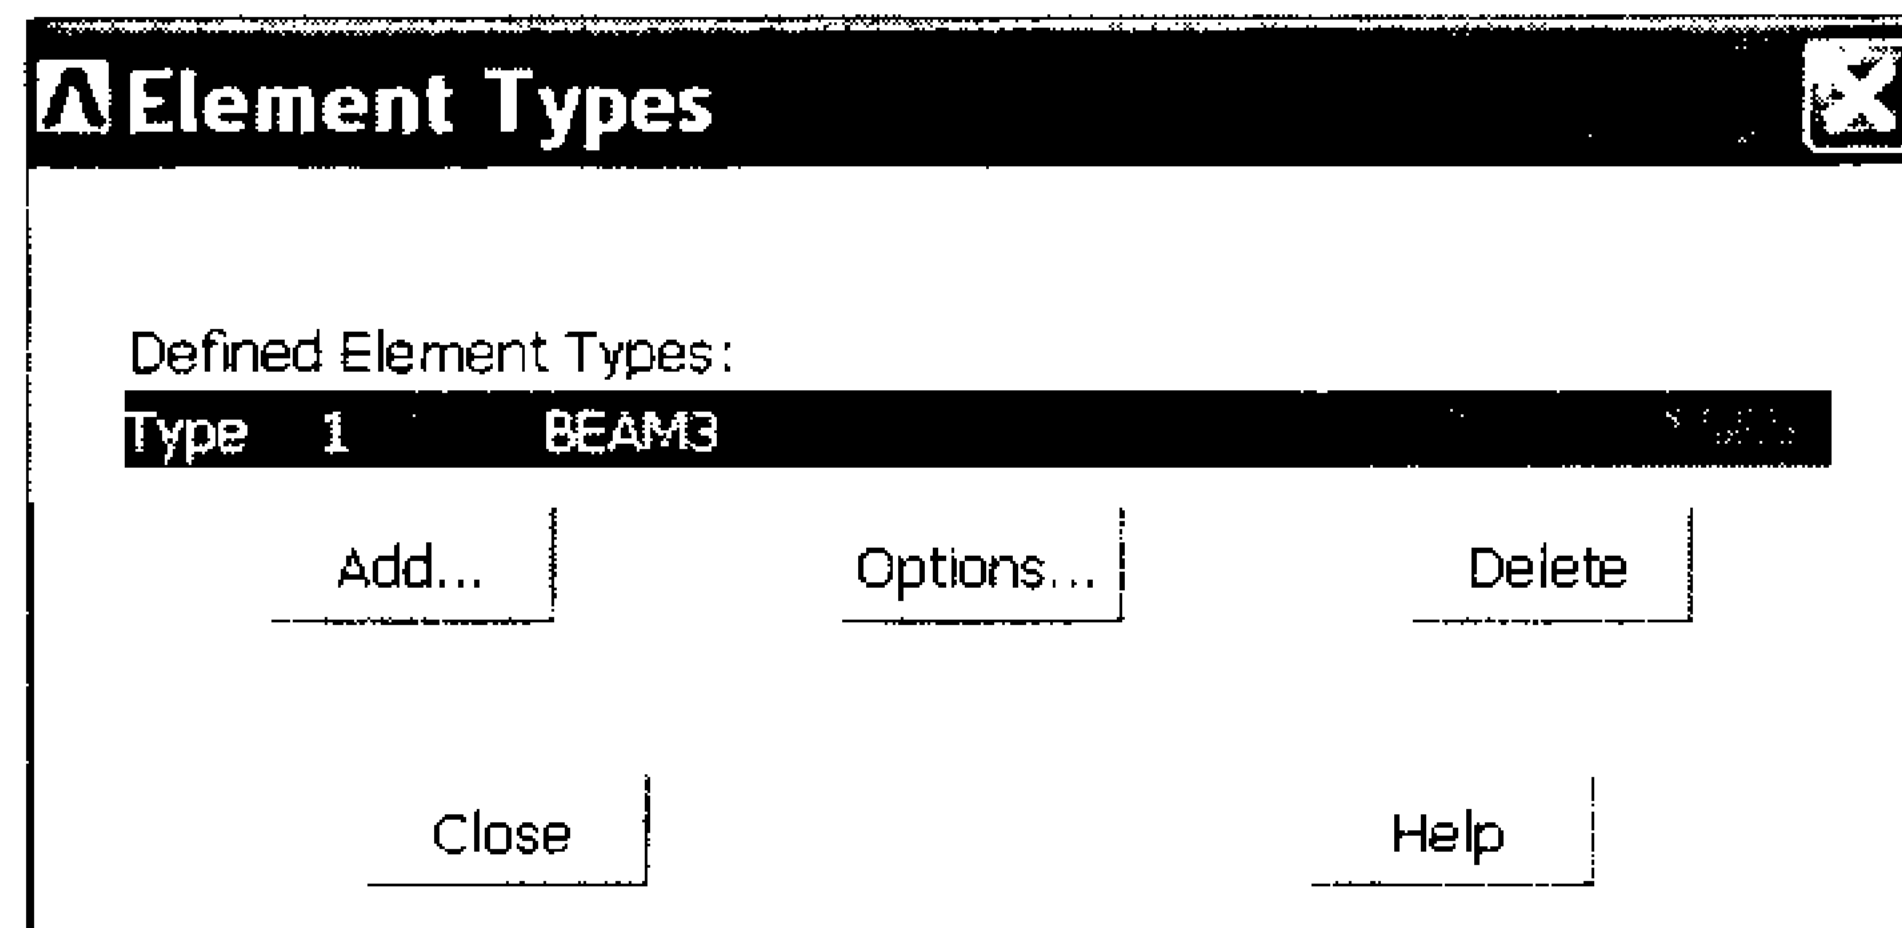 Element Types
Defined Element Types:
Type 1 BEAM3
Add... Options... Delete
Close Help